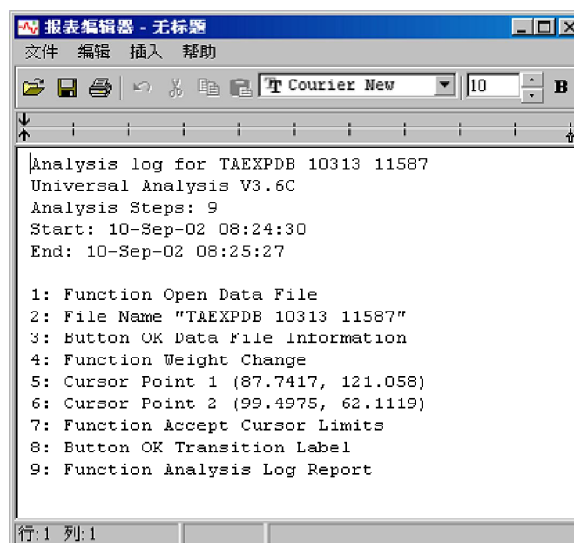 报表编辑器 - 无标题
文件 编辑 插入 帮助
Courier New 10 B
Analysis log for TAEXPDB 10313 11587
Universal Analysis V3.6C
Analysis Steps: 9
Start: 10-Sep-02 08:24:30
End: 10-Sep-02 08:25:27
1: Function Open Data File
2: File Name "TAEXPDB 10313 11587"
3: Button OK Data File Information
4: Function Weight Change
5: Cursor Point 1 (87.7417, 121.058)
6: Cursor Point 2 (99.4975, 62.1119)
7: Function Accept Cursor Limits
8: Button OK Transition Label
9: Function Analysis Log Report
行:1 列:1